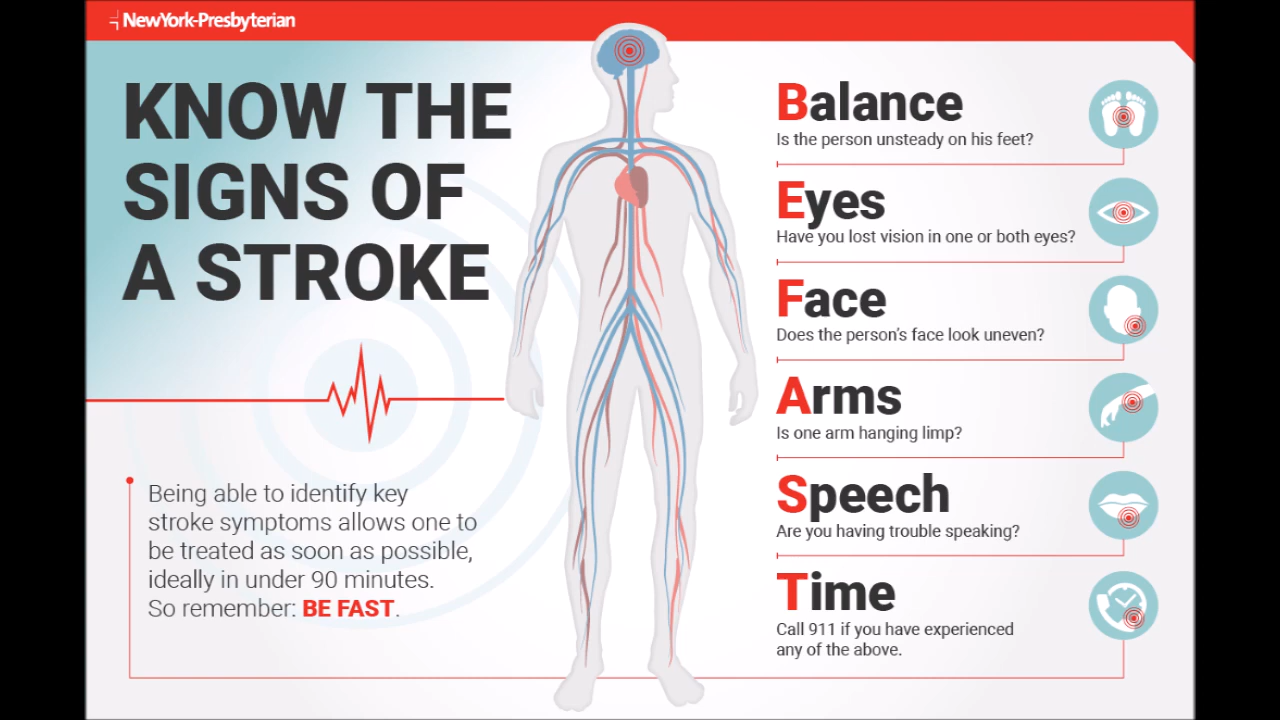 NewYork-Presbyterian
KNOW THE
SIGNS OF
A STROKE
Being able to identify key
stroke symptoms allows one to
be treated as soon as possible,
ideally in under 90 minutes.
So remember: BE FAST.
Balance
Is the person unsteady on his feet?
Eyes
Have you lost vision in one or both eyes?
Face
Does the person's face look uneven?
Arms
Is one arm hanging limp?
Speech
Are you having trouble speaking?
Time
Call 911 if you have experienced
any of the above.